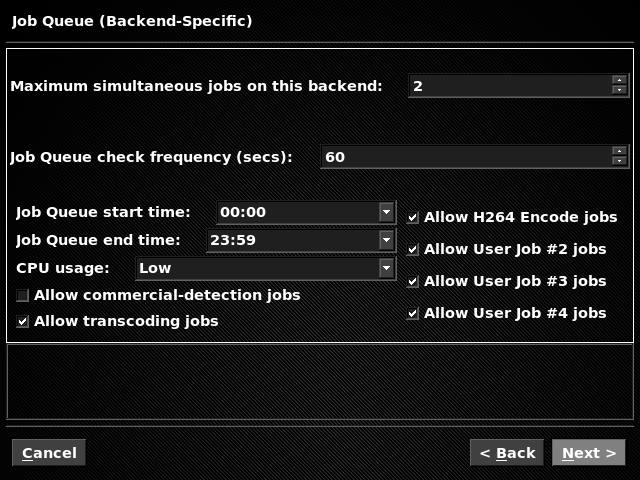 Job Queue (Backend-Specific)
Maximum simultaneous jobs on this backend: 2
Job Queue check frequency (secs): 60
Job Queue start time: 00:00
Job Queue end time: 23:59
CPU usage: Low
Allow commercial-detection jobs
Allow transcoding jobs
Allow H264 Encode jobs
Allow User Job #2 jobs
Allow User Job #3 jobs
Allow User Job #4 jobs
Cancel
< Back
Next >